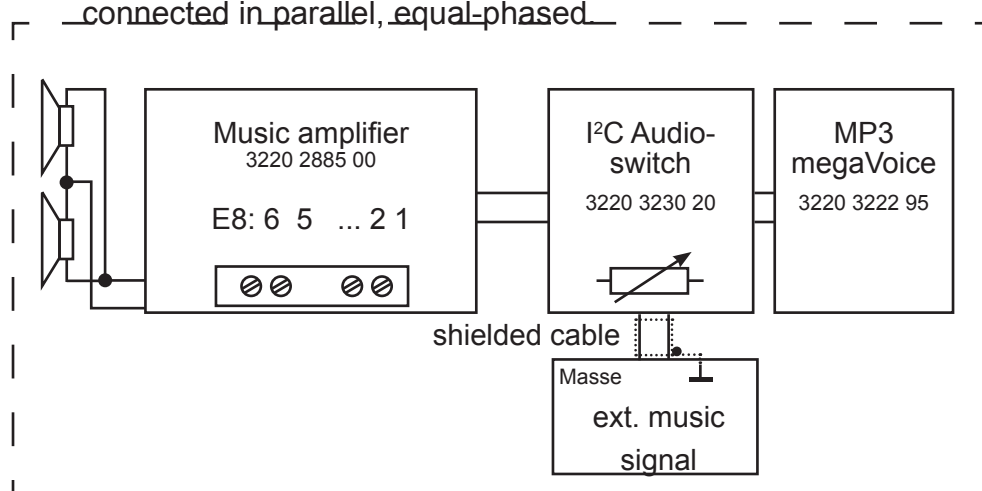 connected in parallel, equal-phased.
Music amplifier
3220 2885 00
E8: 6 5 ... 2 1
I²C Audio-
switch
3220 3230 20
MP3
megaVoice
3220 3222 95
shielded cable
Masse
ext. music
signal